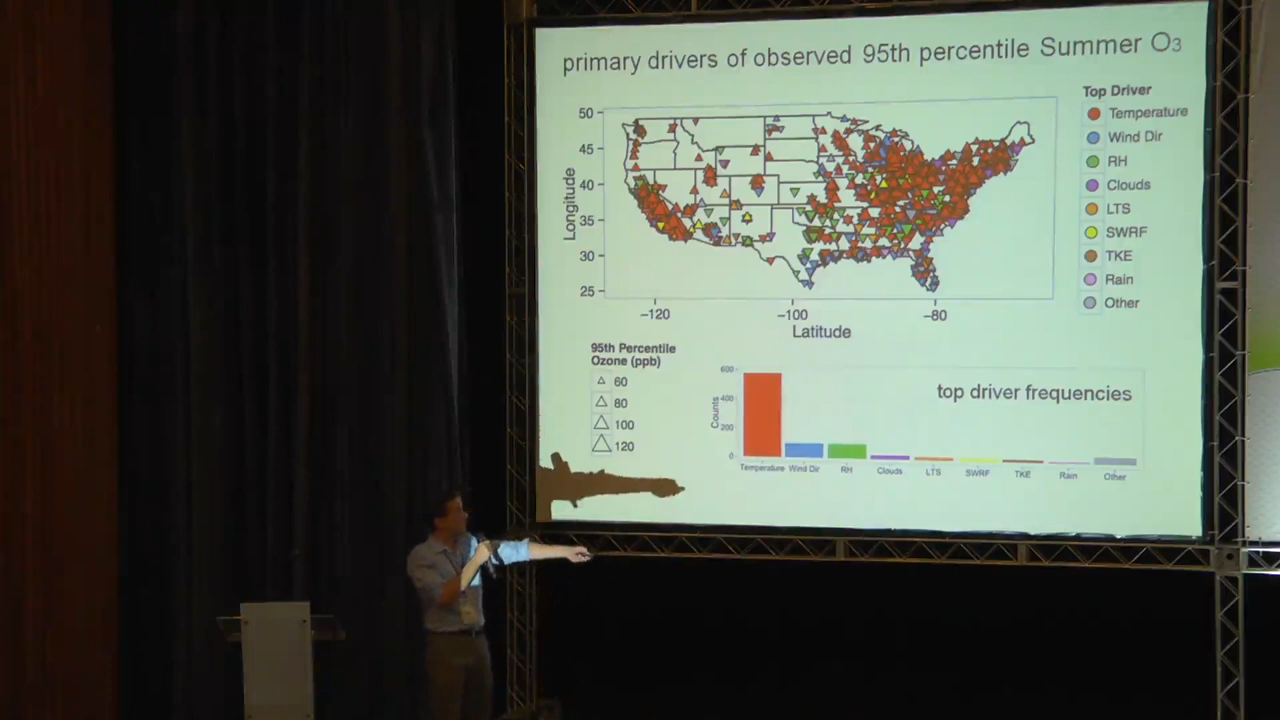 primary drivers of observed 95th percentile Summer O3
Top Driver
Temperature
Wind Dir
RH
Clouds
LTS
SWRF
TKE
Rain
Other
50
45
40
35
30
25
Longitude
−120
−100
−80
Latitude
95th Percentile
Ozone (ppb)
60
80
100
120
top driver frequencies
600
400
200
0
Counts
Temperature Wind Dir RH Clouds LTS SWRF TKE Rain Other